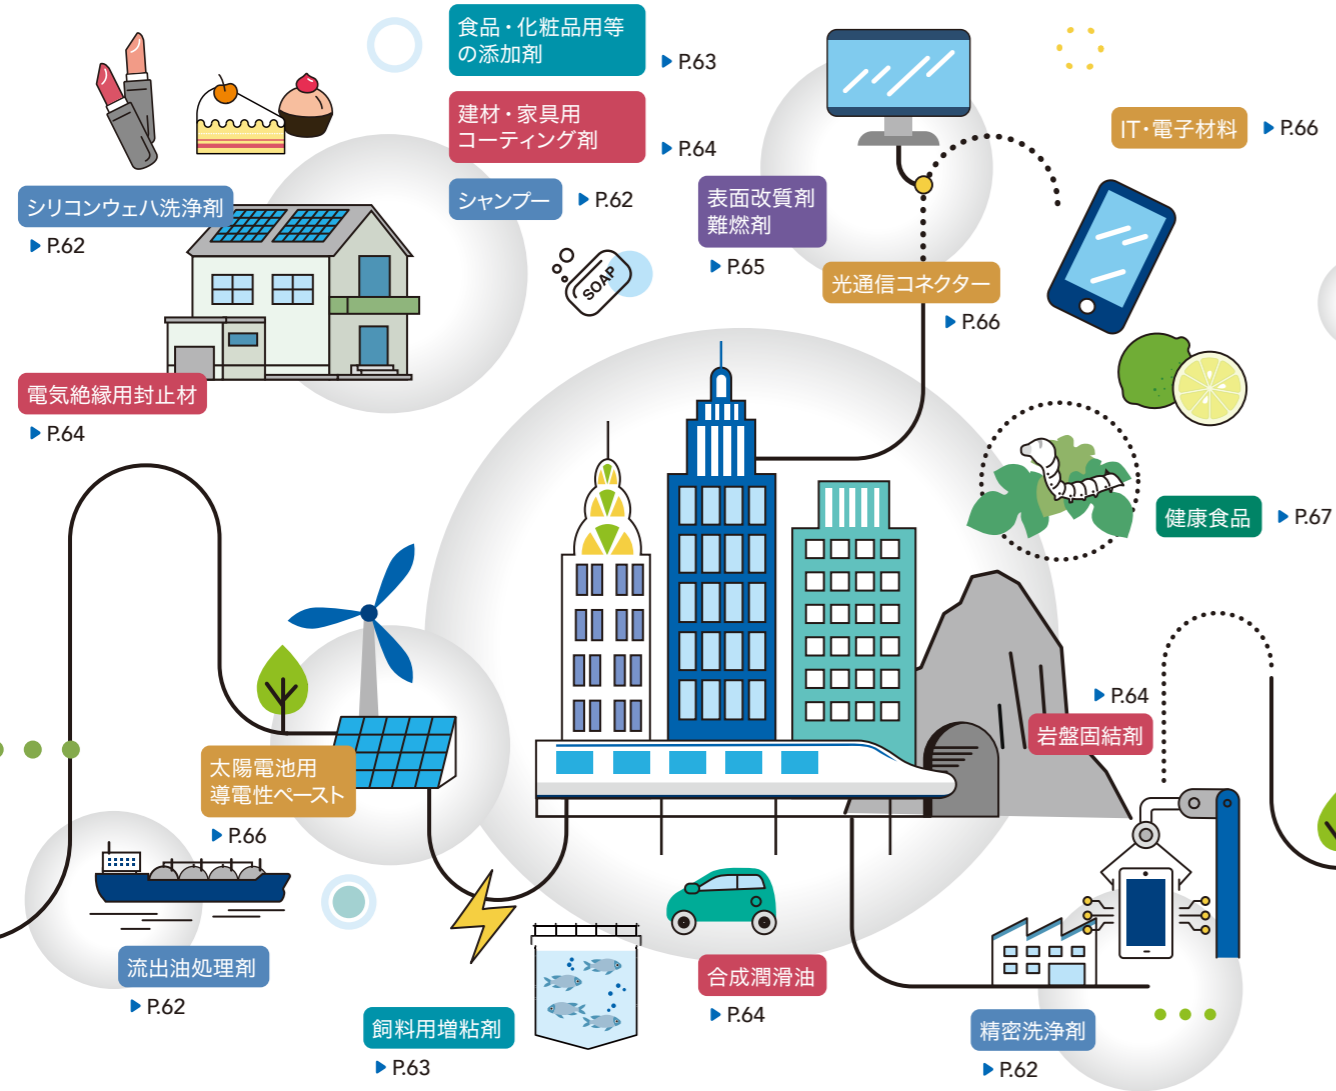 食品・化粧品用等
の添加剤
▶ P.63
建材・家具用
コーティング剤
▶ P.64
IT・電子材料
▶ P.66
シリコンウェハ洗浄剤
▶ P.62
シャンプー
▶ P.62
表面改質剤
難燃剤
▶ P.65
SOAP
光通信コネクター
▶ P.66
電気絶縁用封止材
▶ P.64
健康食品
▶ P.67
▶ P.64
岩盤固結剤
太陽電池用
導電性ペースト
▶ P.66
流出油処理剤
▶ P.62
合成潤滑油
▶ P.64
飼料用増粘剤
▶ P.63
精密洗浄剤
▶ P.62